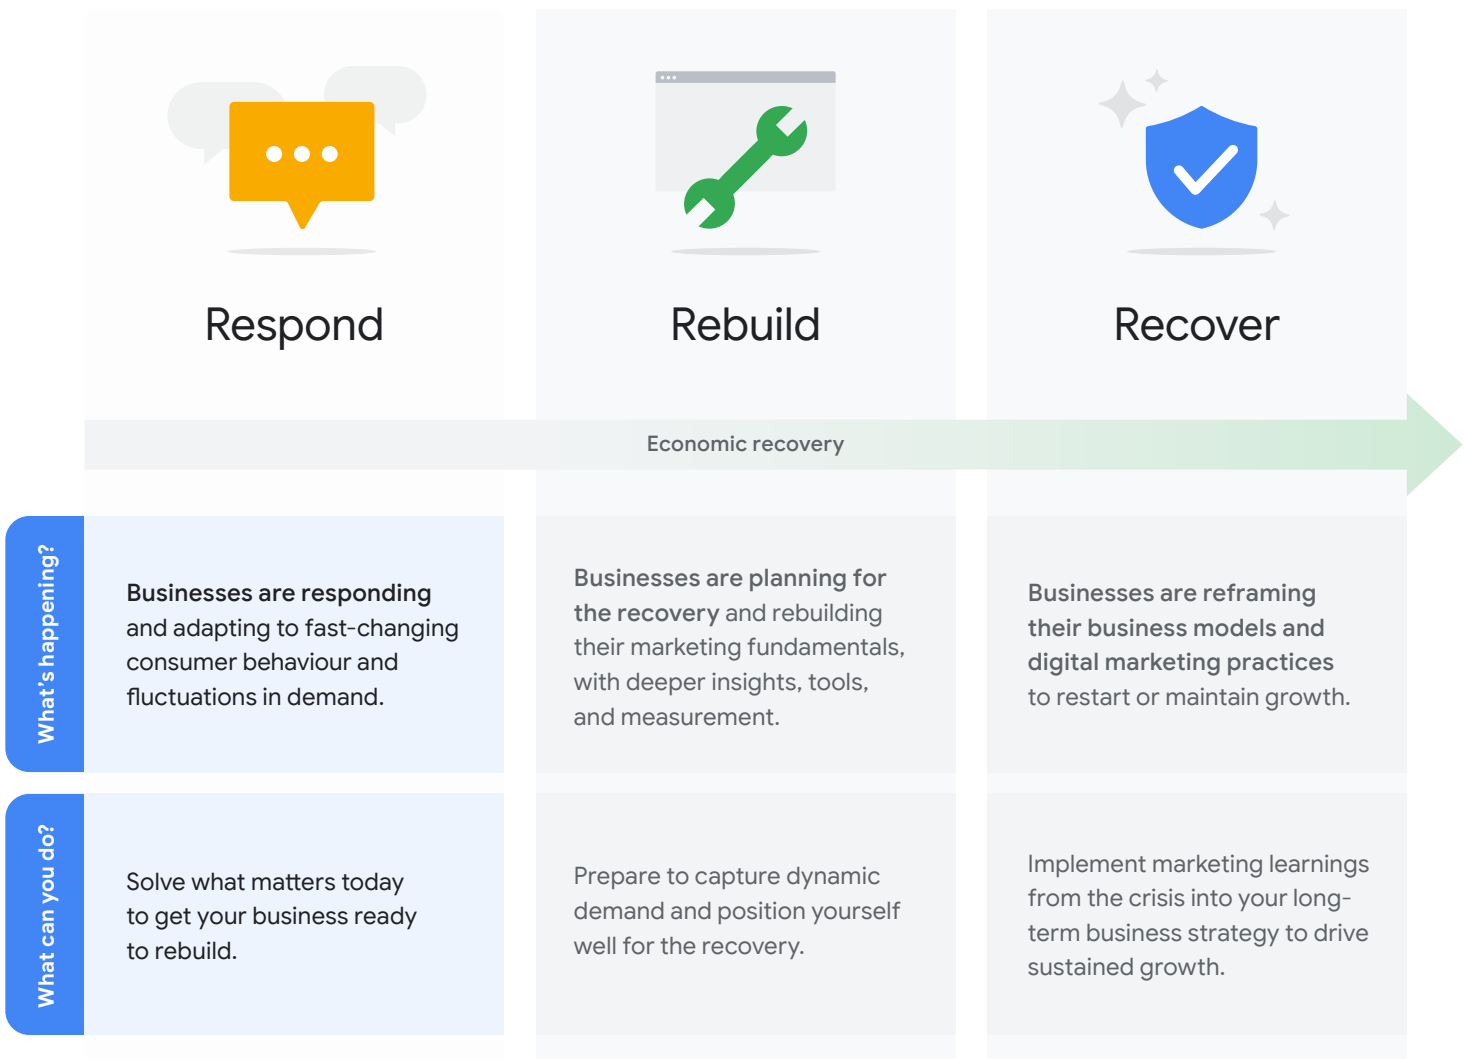 Respond
Rebuild
Recover
Economic recovery
What's happening?
Businesses are responding
and adapting to fast-changing
consumer behaviour and
fluctuations in demand.
Businesses are planning for
the recovery and rebuilding
their marketing fundamentals,
with deeper insights, tools,
and measurement.
Businesses are reframing
their business models and
digital marketing practices
to restart or maintain growth.
What can you do?
Solve what matters today
to get your business ready
to rebuild.
Prepare to capture dynamic
demand and position yourself
well for the recovery.
Implement marketing learnings
from the crisis into your long-
term business strategy to drive
sustained growth.